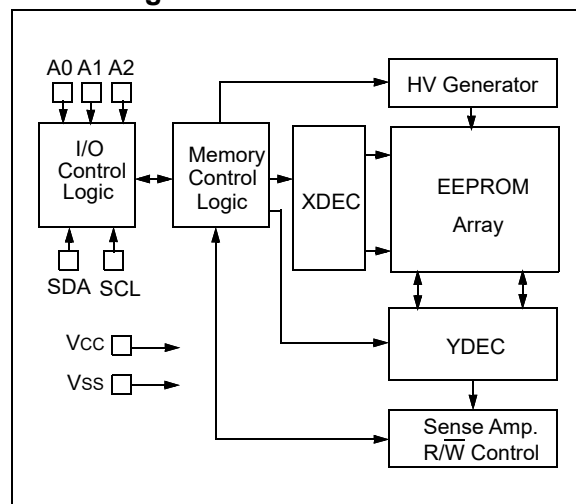 A0 A1 A2
HV Generator
I/O
Control
Logic
Memory
Control
Logic
XDEC
EEPROM
Array
SDA SCL
VCC
YDEC
VSS
Sense Amp.
R/W̅ Control